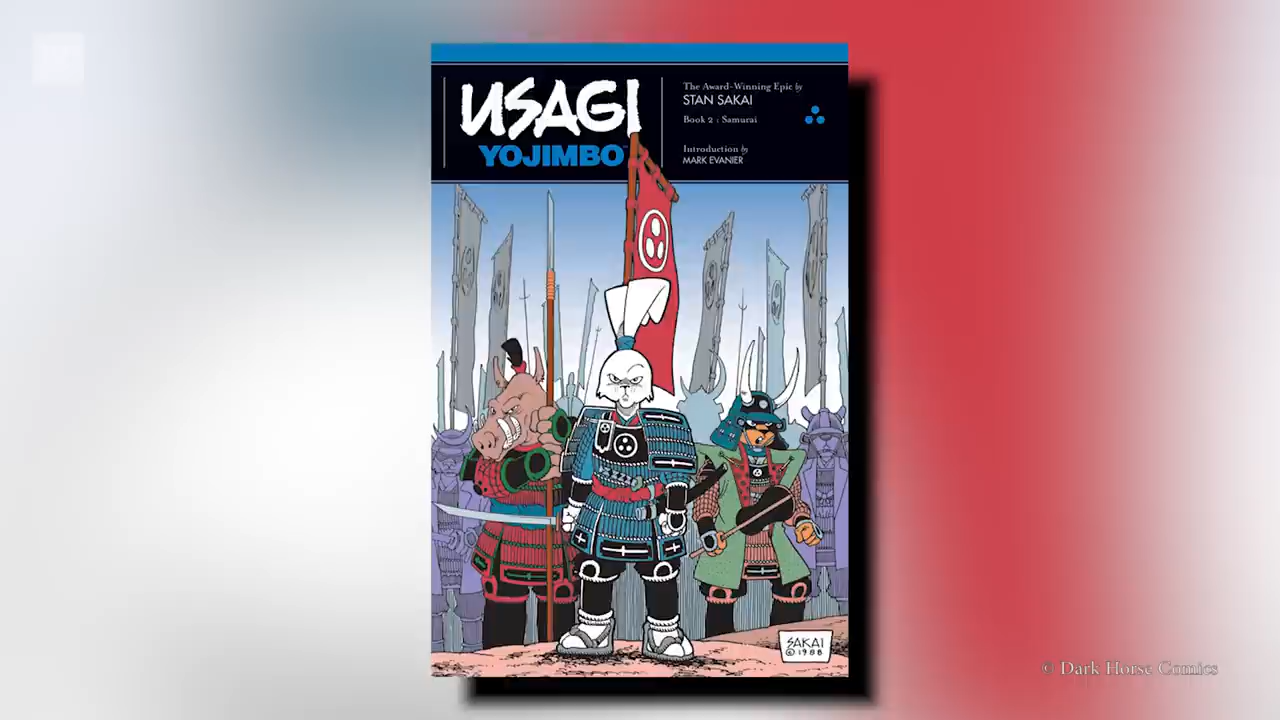 USAGI
YOJIMBO
The Award-Winning Epic by
STAN SAKAI
Book 2 : Samurai
Introduction by
MARK EVANIER
SAKAI
© 1988
© Dark Horse Comics